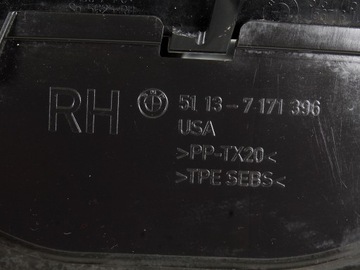 RH 51 13-7 171 396
USA
>PP-TX20<
>TPE SEBS<